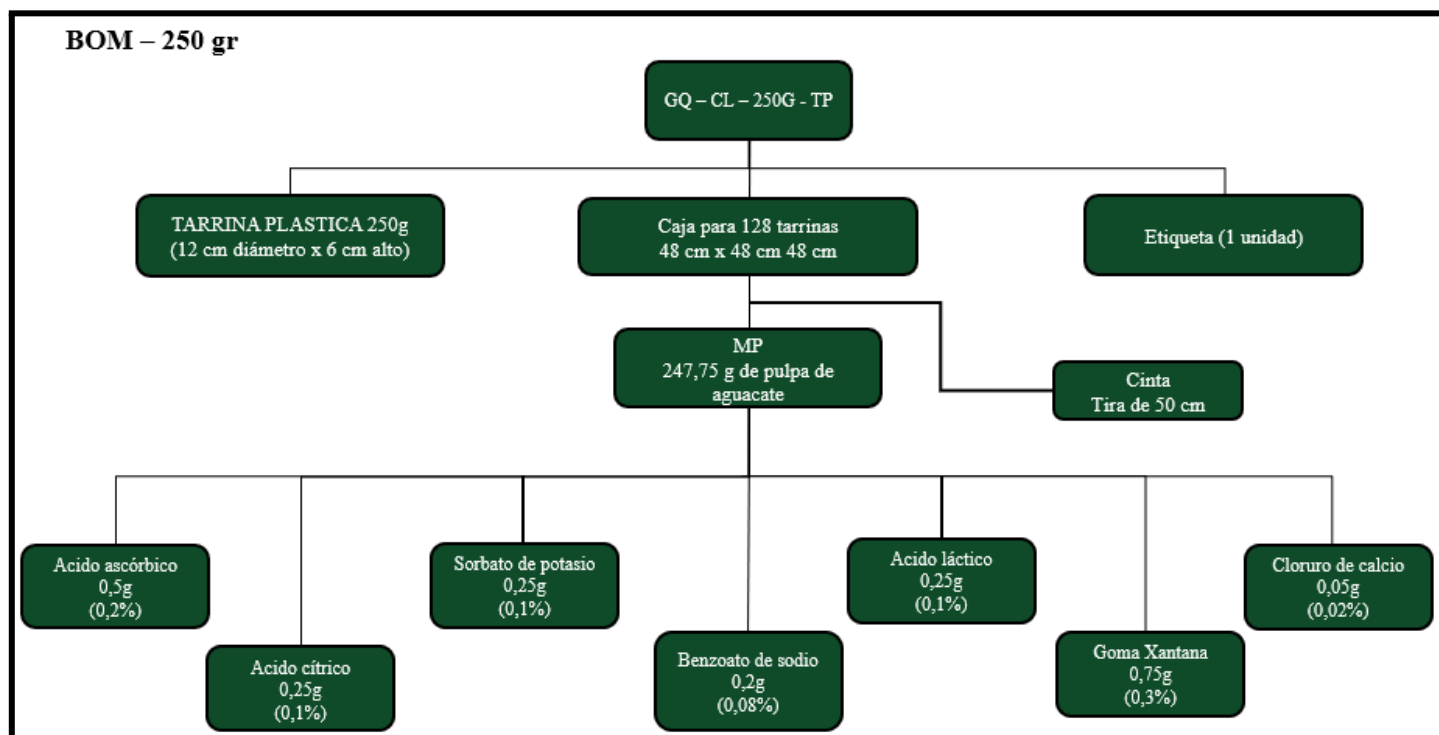 BOM – 250 gr
GQ – CL – 250G - TP
TARRINA PLASTICA 250g
(12 cm diámetro x 6 cm alto)
Caja para 128 tarrinas
48 cm x 48 cm 48 cm
Etiqueta (1 unidad)
MP
247,75 g de pulpa de
aguacate
Cinta
Tira de 50 cm
Acido ascórbico
0,5g
(0,2%)
Acido cítrico
0,25g
(0,1%)
Sorbato de potasio
0,25g
(0,1%)
Benzoato de sodio
0,2g
(0,08%)
Acido láctico
0,25g
(0,1%)
Goma Xantana
0,75g
(0,3%)
Cloruro de calcio
0,05g
(0,02%)